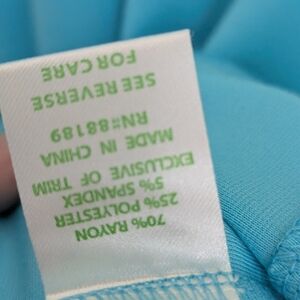 70% RAYON
25% POLYESTER
5% SPANDEX
EXCLUSIVE OF TRIM
MADE IN CHINA
RN#88189
SEE REVERSE
FOR CARE